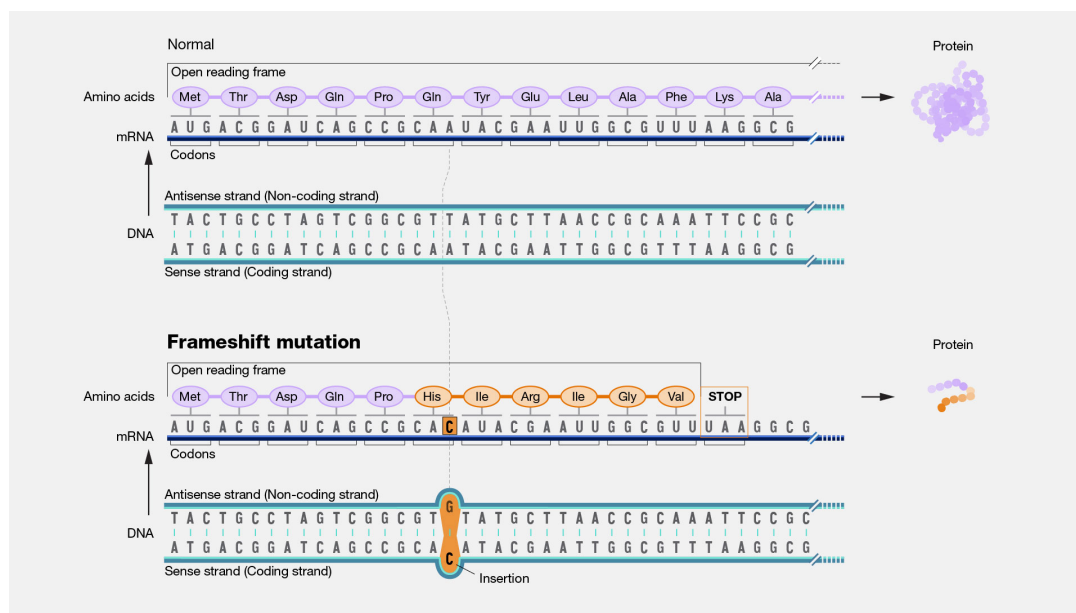 Normal
Protein
Open reading frame
Amino acids Met Thr Asp Gln Pro Gln Tyr Glu Leu Ala Phe Lys Ala
A U G A C G G A U C A G C C G C A A U A C G A A U U G G C G U U U A A G G C G
mRNA
Codons
Antisense strand (Non-coding strand)
T A C T G C C T A G T C G G C G T T A T G C T T A A C C G C A A A T T C C G C
DNA
A T G A C G G A T C A G C C G C A A T A C G A A T T G G C G T T T A A G G C G
Sense strand (Coding strand)
Frameshift mutation
Protein
Open reading frame
Amino acids Met Thr Asp Gln Pro His Ile Arg Ile Gly Val STOP
A U G A C G G A U C A G C C G C A C A U A C G A A U U G G C G U U U A A G G C G
mRNA
Codons
Antisense strand (Non-coding strand)
T A C T G C C T A G T C G G C G T G T A T G C T T A A C C G C A A A T T C C G C
DNA
A T G A C G G A T C A G C C G C A C A T A C G A A T T G G C G T T T A A G G C G
Sense strand (Coding strand)
Insertion